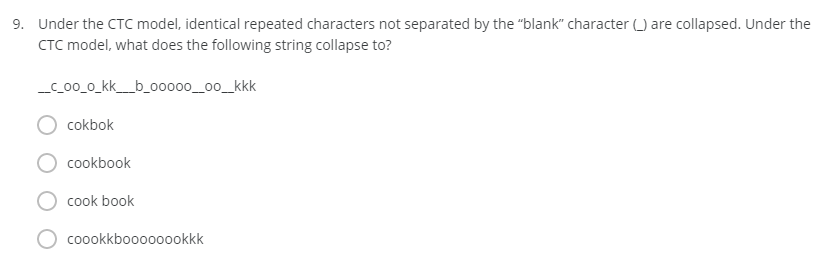 9. Under the CTC model, identical repeated characters not separated by the “blank” character (_) are collapsed. Under the
CTC model, what does the following string collapse to?
__c_oo_o_kk___b_ooooo__oo__kkk
cokbok
cookbook
cook book
coookkboooooookkk